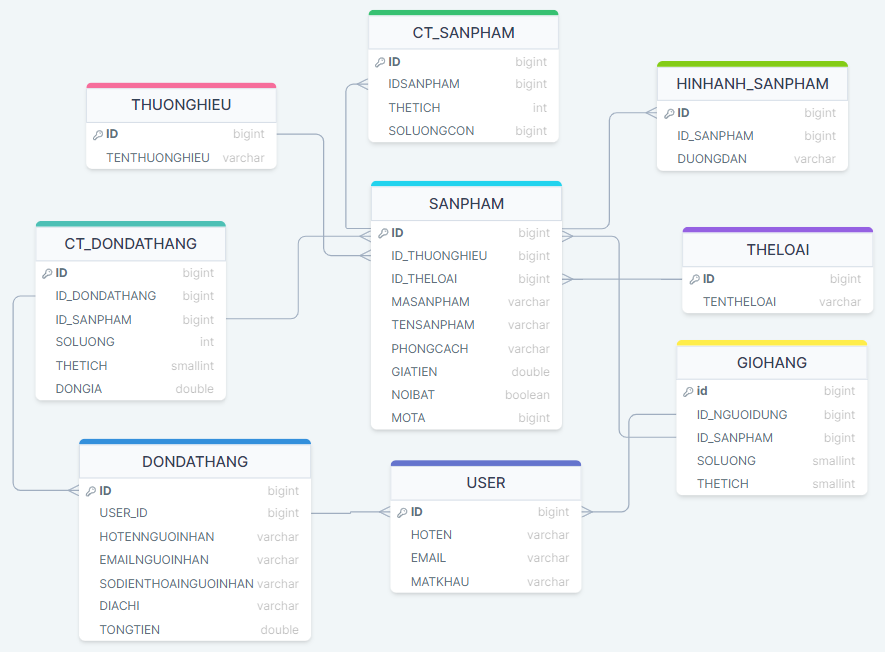 CT_SANPHAM
ID bigint
IDSANPHAM bigint
THETICH int
SOLUONGCON bigint
HINHANH_SANPHAM
ID bigint
ID_SANPHAM bigint
DUONGDAN varchar
THUONGHIEU
ID bigint
TENTHUONGHIEU varchar
SANPHAM
ID bigint
ID_THUONGHIEU bigint
ID_THELOAI bigint
MASANPHAM varchar
TENSANPHAM varchar
PHONGCACH varchar
GIATIEN double
NOIBAT boolean
MOTA bigint
CT_DONDATHANG
ID bigint
ID_DONDATHANG bigint
ID_SANPHAM bigint
SOLUONG int
THETICH smallint
DONGIA double
THELOAI
ID bigint
TENTHELOAI varchar
GIOHANG
id bigint
ID_NGUOIDUNG bigint
ID_SANPHAM bigint
SOLUONG smallint
THETICH smallint
DONDATHANG
ID bigint
USER_ID bigint
HOTENNGUOINHAN varchar
EMAILNGUOINHAN varchar
SODIENTHOAINGUOINHAN varchar
DIACHI varchar
TONGTIEN double
USER
ID bigint
HOTEN varchar
EMAIL varchar
MATKHAU varchar